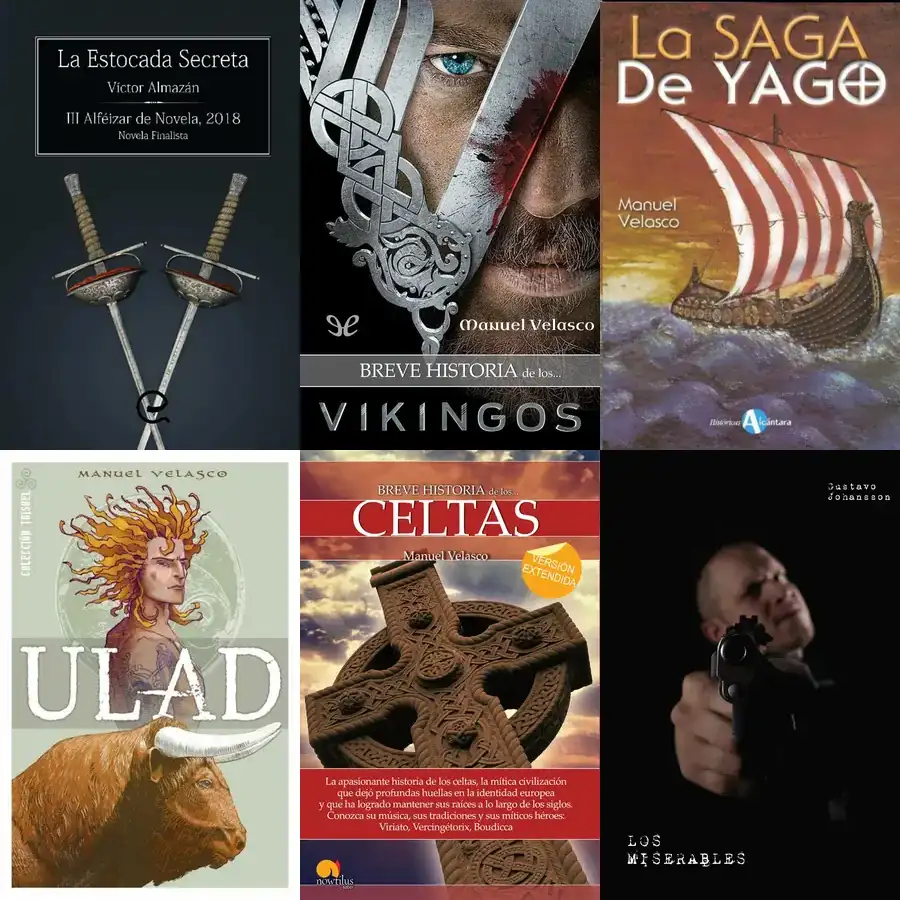 La Estocada Secreta
Víctor Almazán
III Alféizar de Novela, 2018
Novela Finalista
Manuel Velasco
BREVE HISTORIA de los...
VIKINGOS
La SAGA
De YAGO
Manuel
Velasco
Historias Alcántara
MANUEL VELASCO
COLECCIÓN TRISKEL
ULAD
BREVE HISTORIA de los...
CELTAS
Manuel Velasco
VERSIÓN
EXTENDIDA
La apasionante historia de los celtas, la mítica civilización
que dejó profundas huellas en la identidad europea
y que ha logrado mantener sus raíces a lo largo de los siglos.
Conozca su música, sus tradiciones y sus míticos héroes:
Viriato, Vercingétorix, Boudicca
nowtilus
Gustavo
Johansson
LOS
MISERABLES